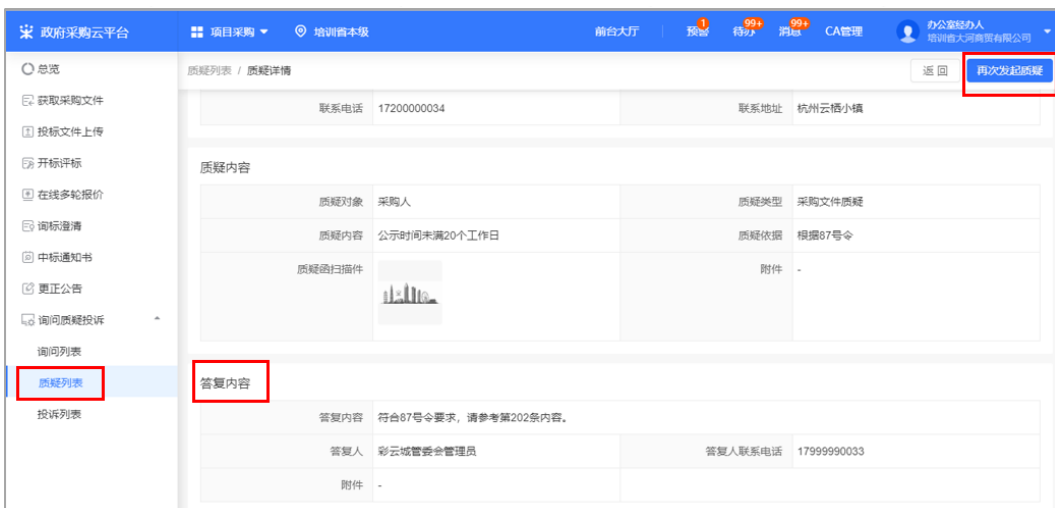 政府采购云平台
项目采购
培训省本级
前台大厅
预警
1
待办
99+
消息
99+
CA管理
办公室经办人
培训省大河商贸有限公司
总览
获取采购文件
投标文件上传
开标评标
在线多轮报价
询标澄清
中标通知书
更正公告
询问质疑投诉
询问列表
质疑列表
投诉列表
质疑列表 / 质疑详情
返回
再次发起质疑
联系电话 17200000034 联系地址 杭州云栖小镇
质疑内容
质疑对象 采购人 质疑类型 采购文件质疑
质疑内容 公示时间未满20个工作日 质疑依据 根据87号令
质疑函扫描件 附件 -
答复内容
答复内容 符合87号令要求，请参考第202条内容。
答复人 彩云城管委会管理员 答复人联系电话 17999990033
附件 -